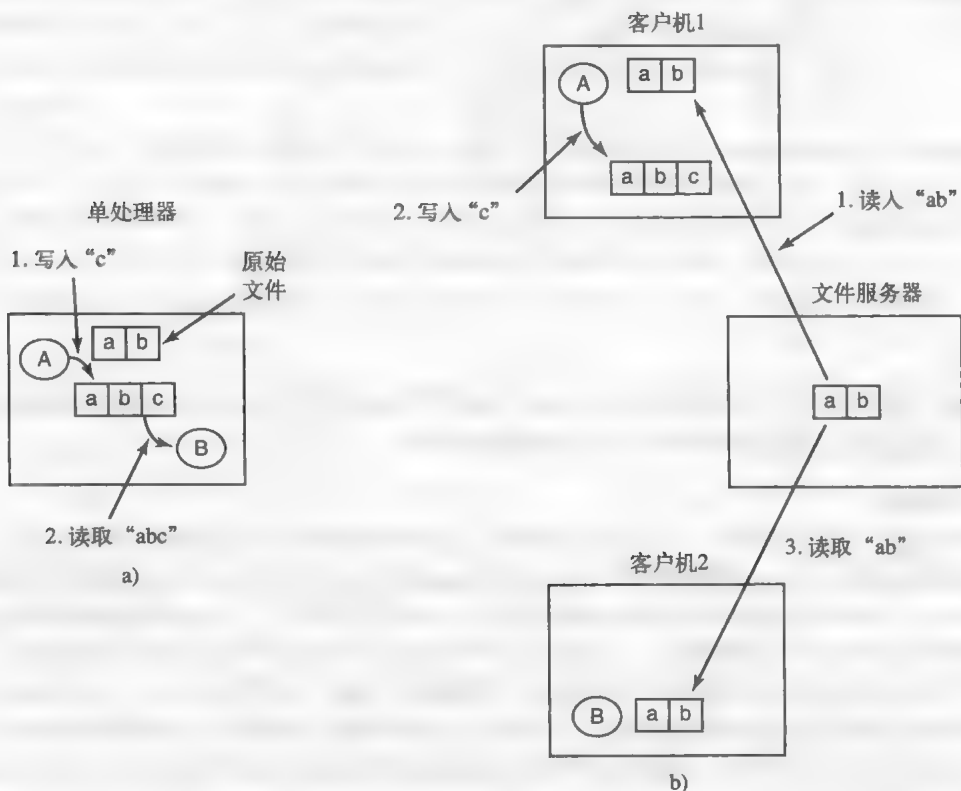 单处理器
1. 写入“c”
原始
文件
A
a b
a b c
B
2. 读取“abc”
a)
客户机1
A
a b
a b c
2. 写入“c”
1. 读入“ab”
文件服务器
a b
3. 读取“ab”
客户机2
B
a b
b)